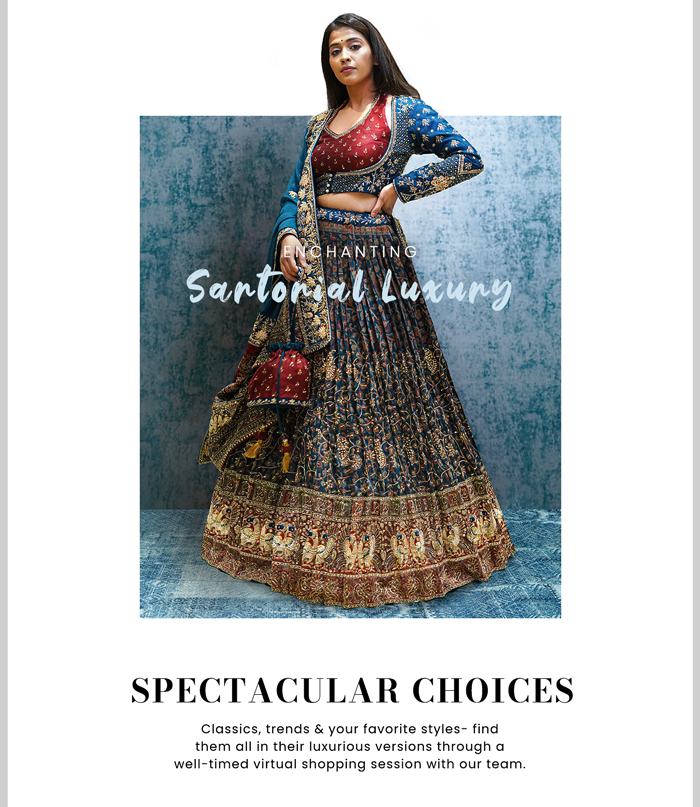 ENCHANTING
Sartorial Luxury
SPECTACULAR CHOICES
Classics, trends & your favorite styles- find
them all in their luxurious versions through a
well-timed virtual shopping session with our team.